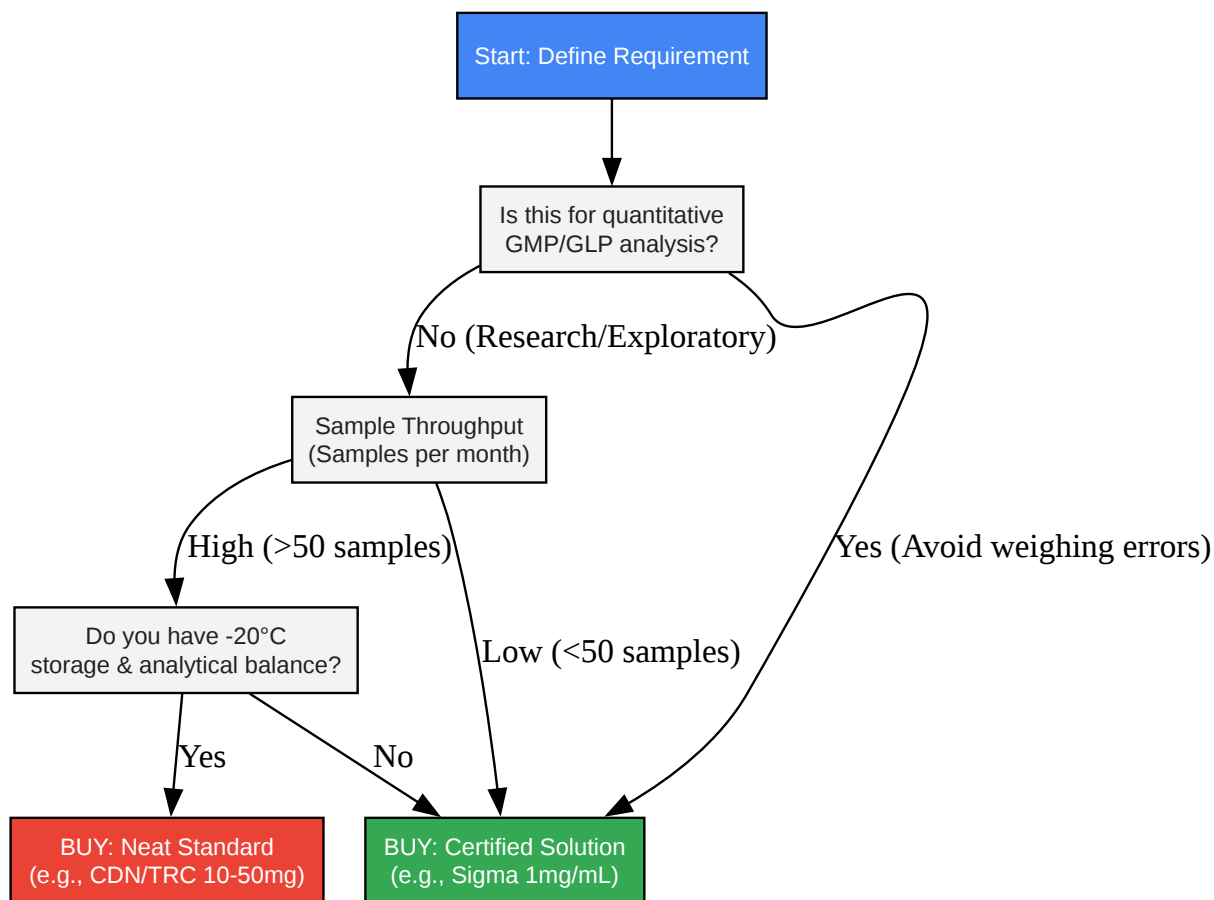 Start: Define Requirement
Is this for quantitative
GMP/GLP analysis?
No (Research/Exploratory)
Sample Throughput
(Samples per month)
High (>50 samples)
Yes (Avoid weighing errors)
Do you have -20°C
storage & analytical balance?
Low (<50 samples)
Yes
No
BUY: Neat Standard
(e.g., CDN/TRC 10-50mg)
BUY: Certified Solution
(e.g., Sigma 1mg/mL)